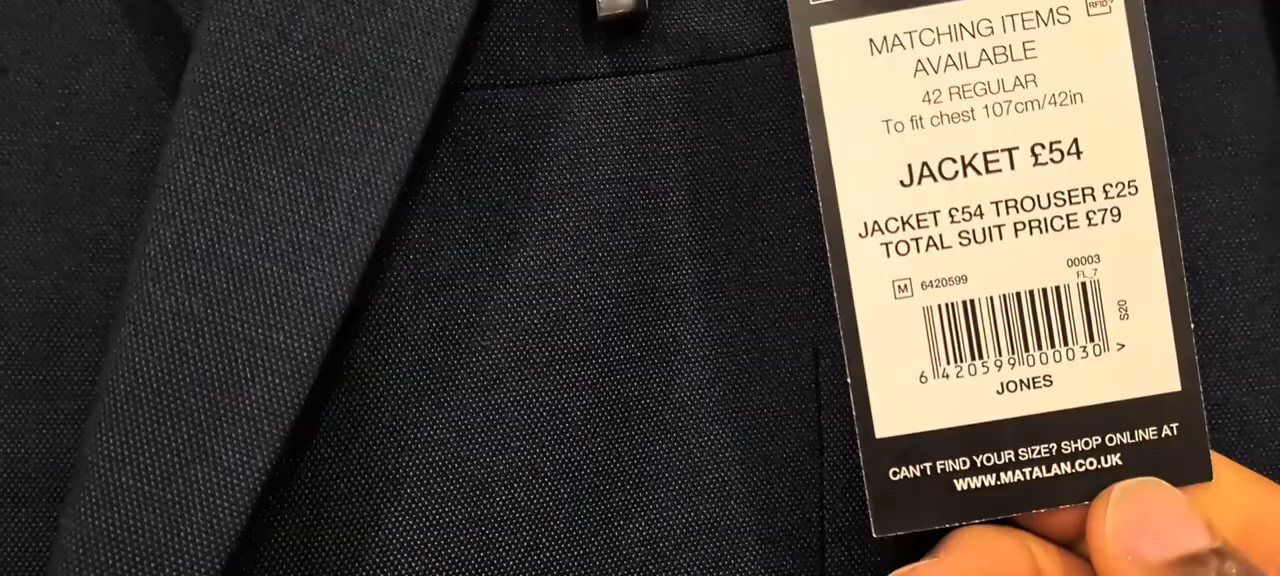 RFID
MATCHING ITEMS
AVAILABLE
42 REGULAR
To fit chest 107cm/42in
JACKET £54
JACKET £54 TROUSER £25
TOTAL SUIT PRICE £79
M 6420599 00003
FL_7
S20
6 420599 000030 >
JONES
CAN'T FIND YOUR SIZE? SHOP ONLINE AT
WWW.MATALAN.CO.UK